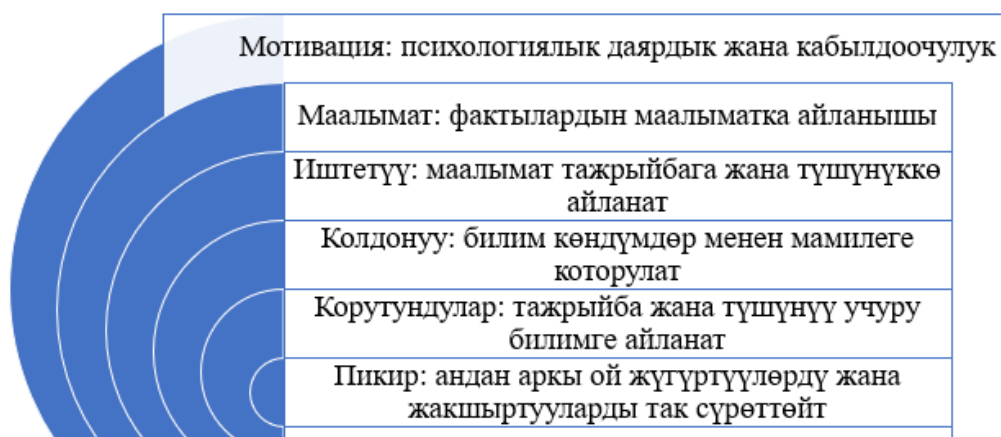 Мотивация: психологиялык даярдык жана кабылдоочулук
Маалымат: фактылардын маалыматка айланышы
Иштетүү: маалымат тажрыйбага жана түшүнүккө
айланат
Колдонуу: билим көндүмдөр менен мамилеге
которулат
Корутундулар: тажрыйба жана түшүнүү учуру
билимге айланат
Пикир: андан аркы ой жүгүртүүлөрдү жана
жакшыртууларды так сүрөттөйт